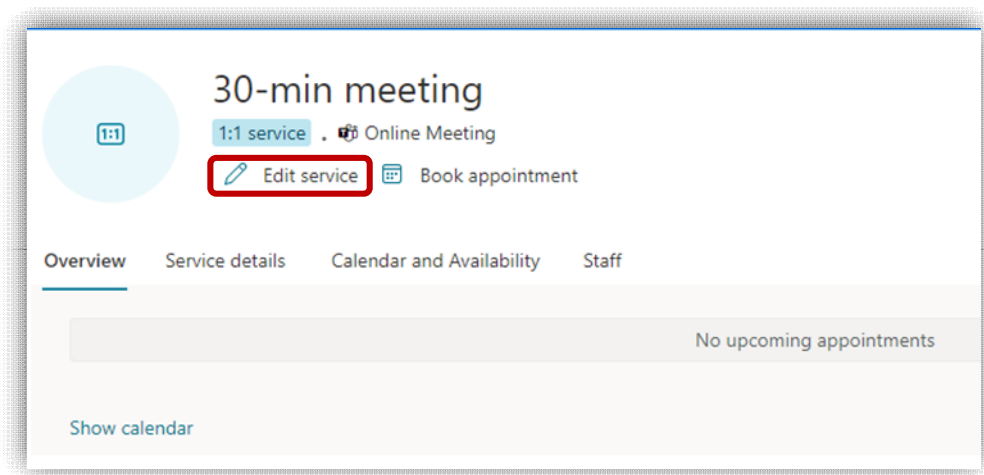 30-min meeting
1:1
1:1 service . Online Meeting
Edit service Book appointment
Overview Service details Calendar and Availability Staff
No upcoming appointments
Show calendar